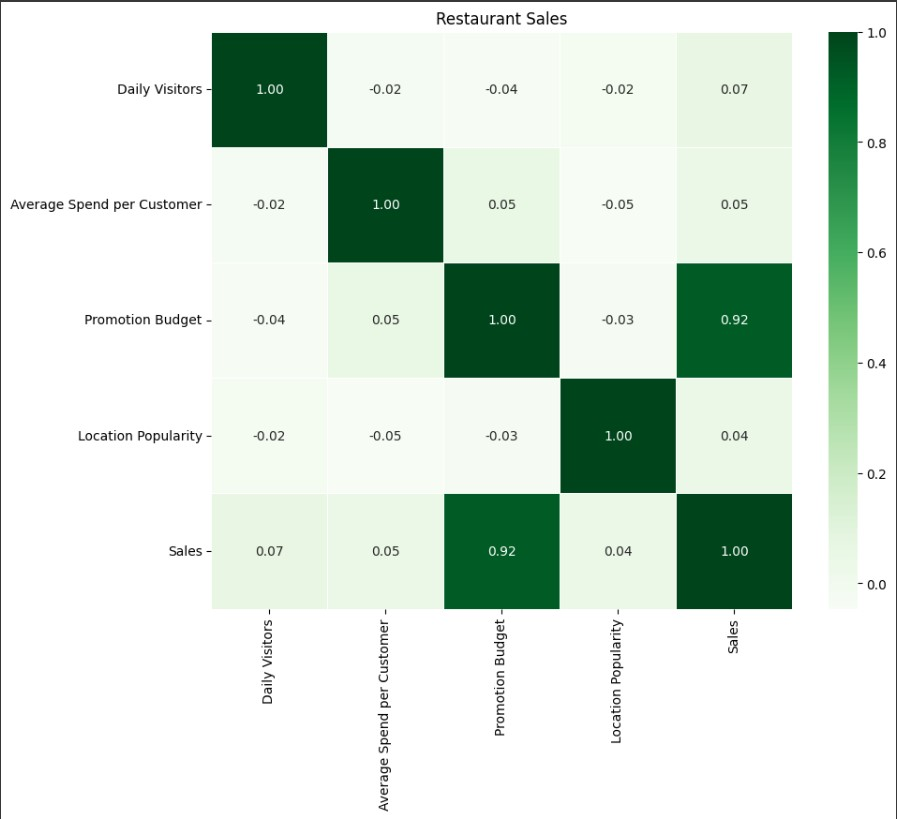 Restaurant Sales
Daily Visitors
1.00 -0.02 -0.04 -0.02 0.07
Average Spend per Customer
-0.02 1.00 0.05 -0.05 0.05
Promotion Budget
-0.04 0.05 1.00 -0.03 0.92
Location Popularity
-0.02 -0.05 -0.03 1.00 0.04
Sales
0.07 0.05 0.92 0.04 1.00
Daily Visitors
Average Spend per Customer
Promotion Budget
Location Popularity
Sales
1.0
0.8
0.6
0.4
0.2
0.0